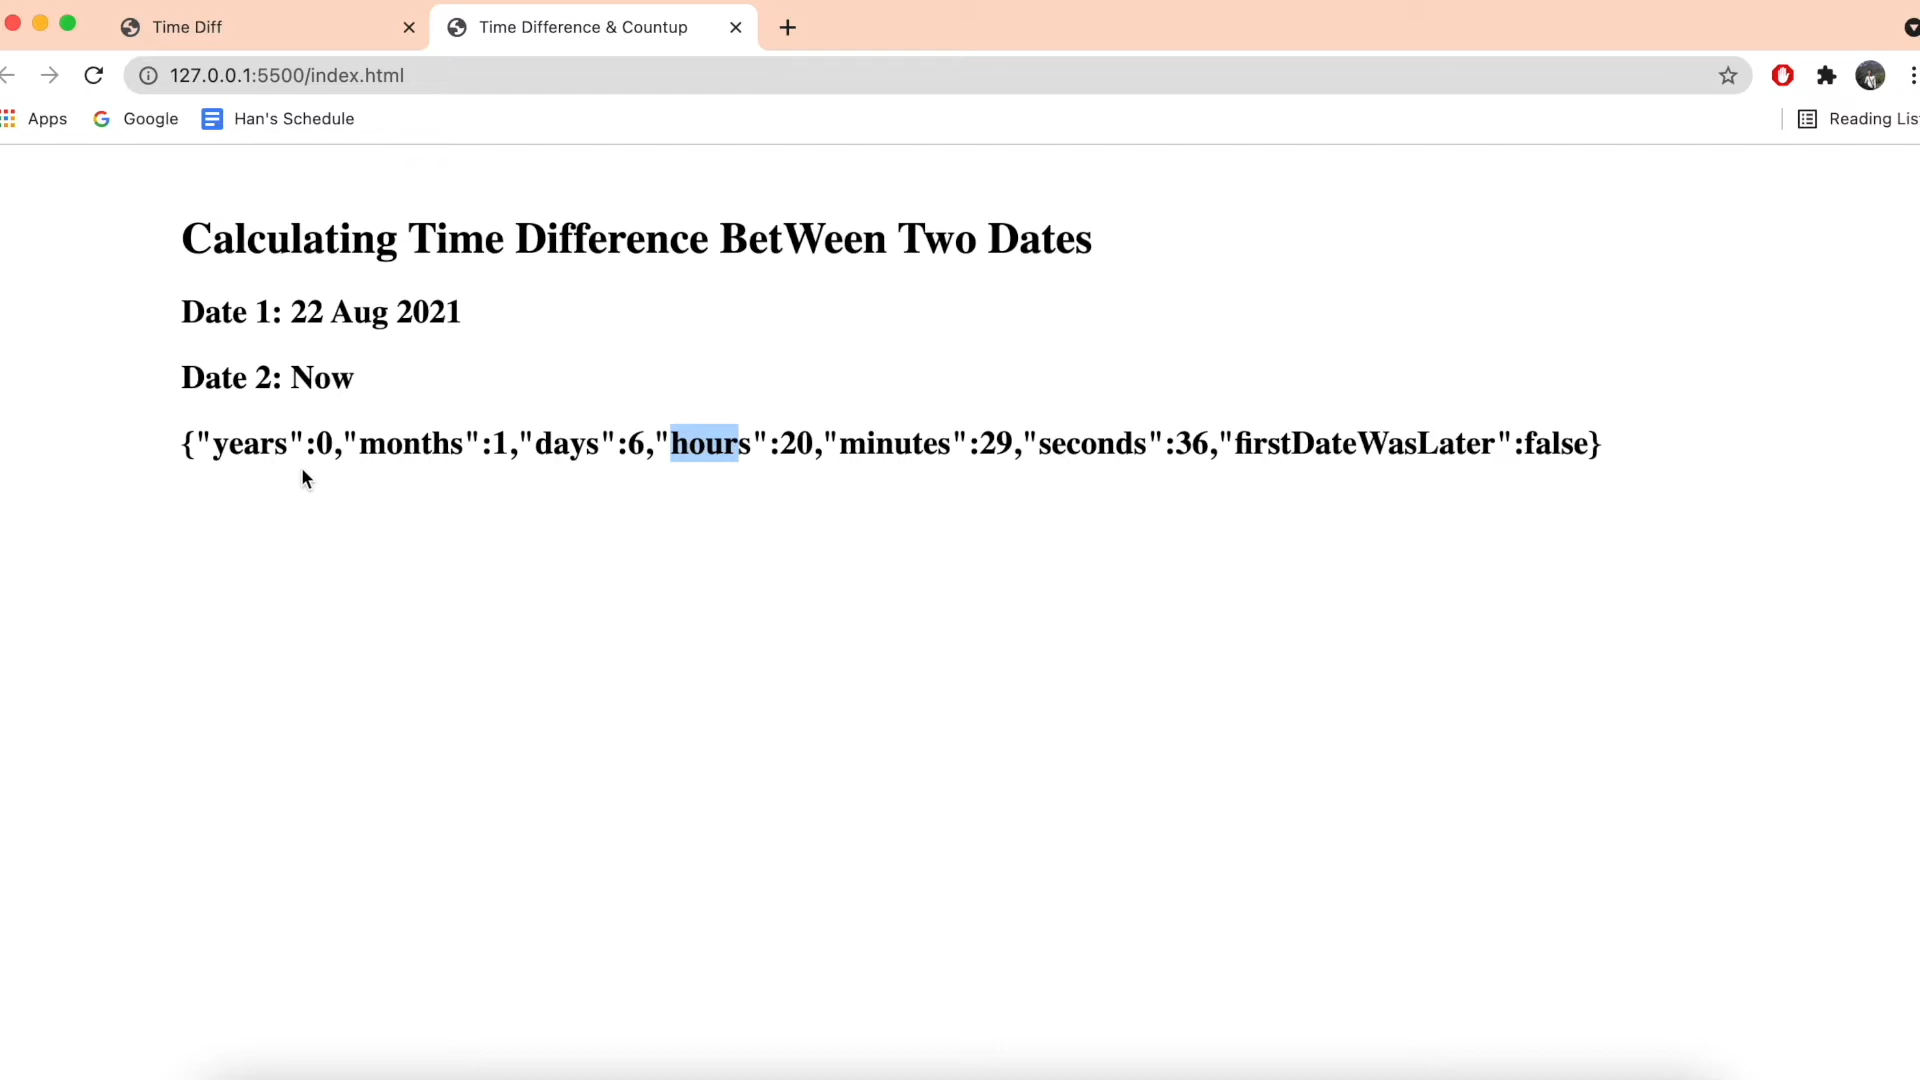 Time Diff
Time Difference & Countup
127.0.0.1:5500/index.html
Apps
Google
Han's Schedule
Reading Lis
Calculating Time Difference BetWeen Two Dates
Date 1: 22 Aug 2021
Date 2: Now
{"years":0,"months":1,"days":6,"hours":20,"minutes":29,"seconds":36,"firstDateWasLater":false}